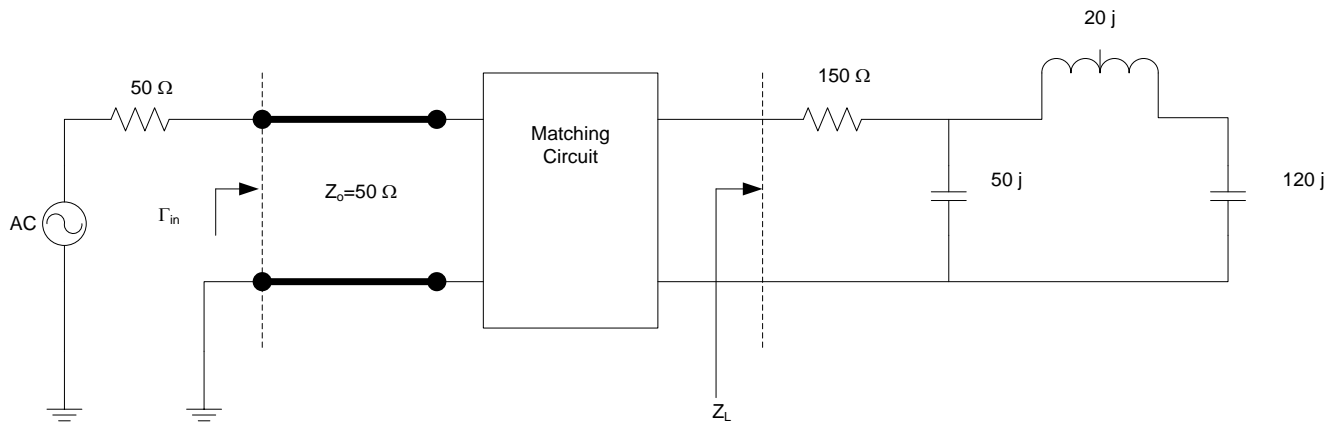 20 j
50 Ω
150 Ω
Matching
Circuit
50 j
120 j
Zo=50 Ω
AC
Γin
ZL